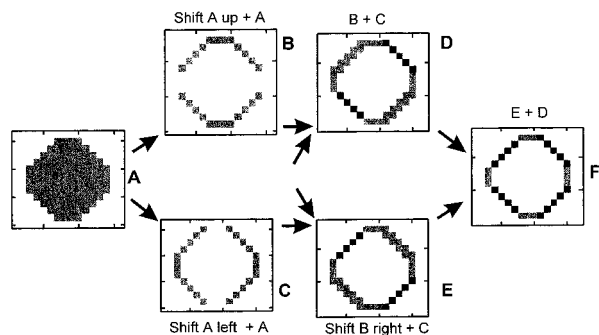 Shift A up + A
B + C
B
D
E + D
A
F
C
E
Shift A left + A
Shift B right + C